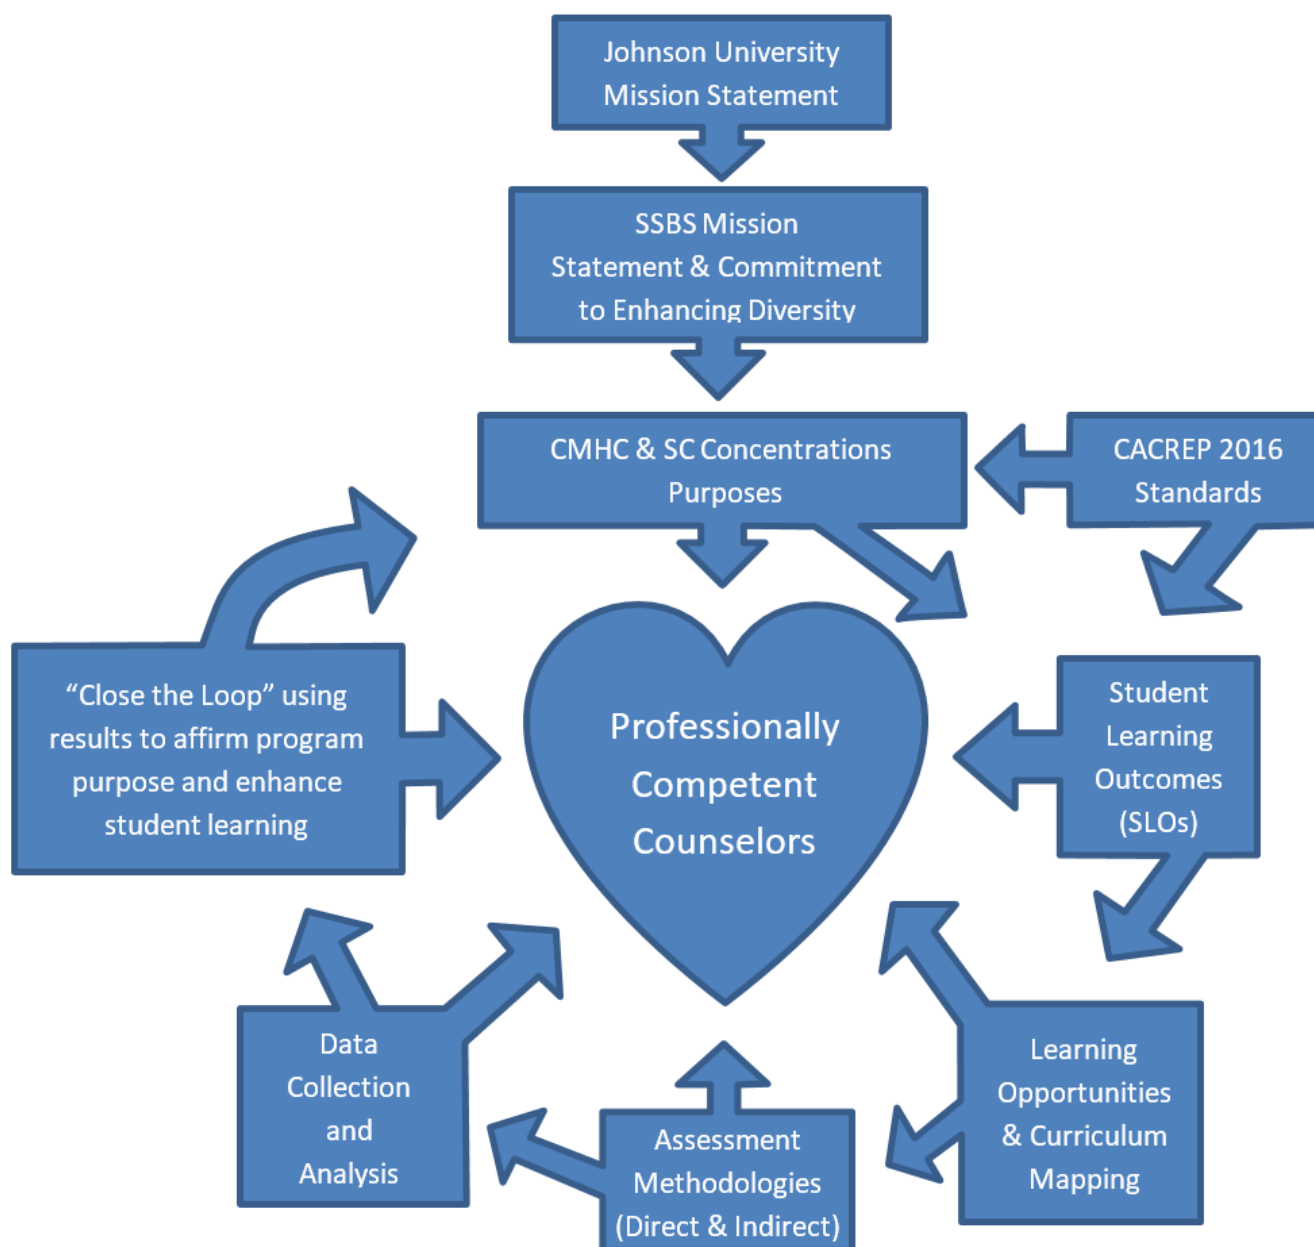 Johnson University
Mission Statement
SSBS Mission
Statement & Commitment
to Enhancing Diversity
CMHC & SC Concentrations
Purposes
CACREP 2016
Standards
“Close the Loop” using
results to affirm program
purpose and enhance
student learning
Professionally
Competent
Counselors
Student
Learning
Outcomes
(SLOs)
Data
Collection
and
Analysis
Assessment
Methodologies
(Direct & Indirect)
Learning
Opportunities
& Curriculum
Mapping